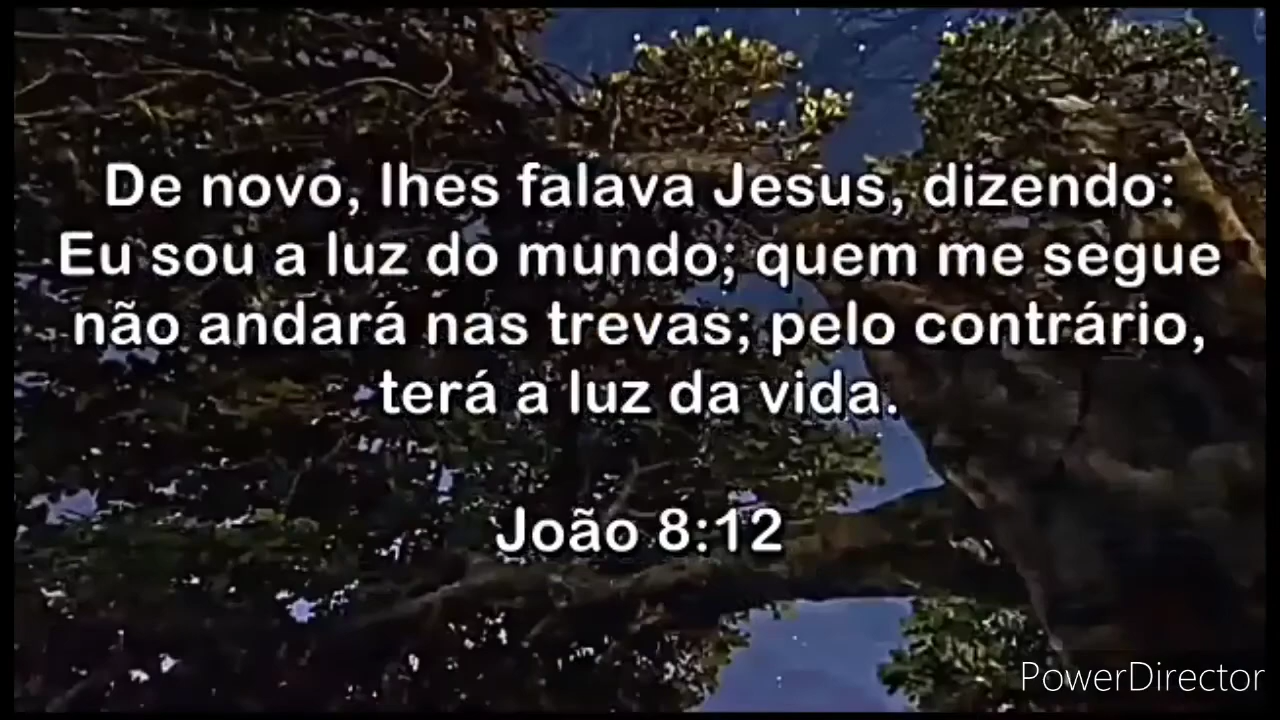 De novo, lhes falava Jesus, dizendo:
Eu sou a luz do mundo; quem me segue
não andará nas trevas; pelo contrário,
terá a luz da vida.
João 8:12
PowerDirector